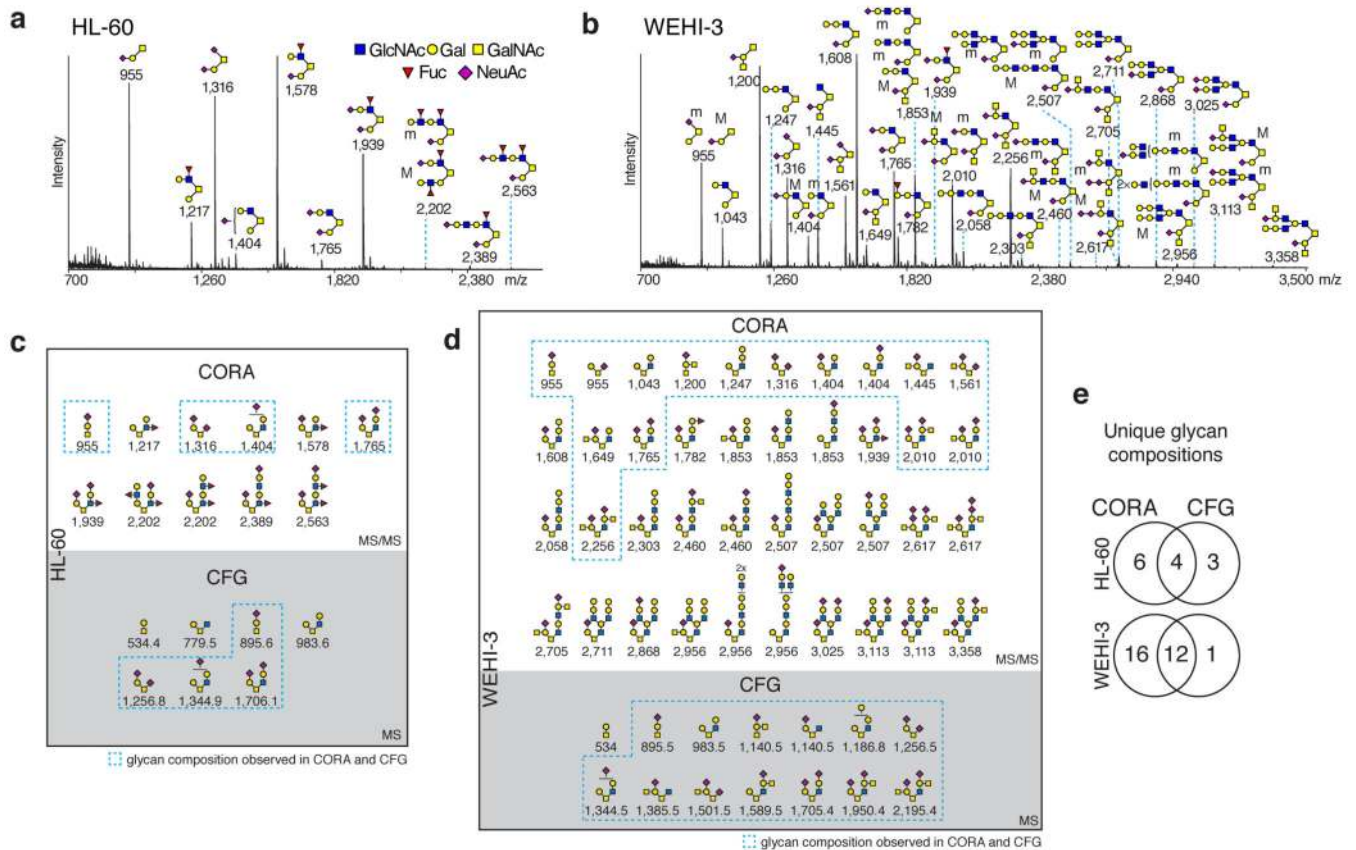 a
HL-60
GlcNAc Gal GalNAc
Fuc NeuAc
Intensity
955
1,316
1,578
1,217
1,404
1,765
1,939
m
M
2,202
2,563
2,389
700 1,260 1,820 2,380 m/z
b
WEHI-3
Intensity
m M
955
1,043
1,200
1,247
1,316
M m
1,404
1,445
1,561
1,608
1,649
1,765
1,782
m
m
M
1,853
1,939
M m
2,010
2,058
2,256
2,303
m
M M
2,460
m m
M
2,507
2,617
2,705
2,711
2,868
m m
2x
M
2,956
3,025
M
m
3,113
3,358
700 1,260 1,820 2,380 2,940 m/z 3,500
c
CORA
955 1,217 1,316 1,404 1,578 1,765
1,939 2,202 2,202 2,389 2,563
MS/MS
HL-60
CFG
534.4 779.5 895.6 983.6
1,256.8 1,344.9 1,706.1
MS
glycan composition observed in CORA and CFG
d
CORA
955 955 1,043 1,200 1,247 1,316 1,404 1,404 1,445 1,561
1,608 1,649 1,765 1,782 1,853 1,853 1,853 1,939 2,010 2,010
2,058 2,256 2,303 2,460 2,460 2,507 2,507 2,507 2,617 2,617
2x
2,705 2,711 2,868 2,956 2,956 2,956 3,025 3,113 3,113 3,358
MS/MS
WEHI-3
CFG
534 895.5 983.5 1,140.5 1,140.5 1,186.8 1,256.5
1,344.5 1,385.5 1,501.5 1,589.5 1,705.4 1,950.4 2,195.4
MS
glycan composition observed in CORA and CFG
e
Unique glycan
compositions
CORA CFG
HL-60
6 4 3
WEHI-3
16 12 1